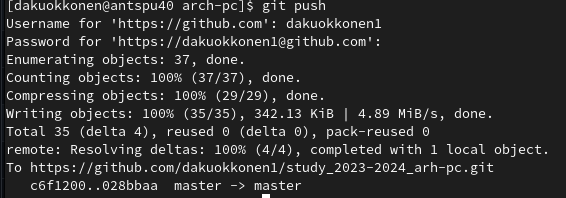 [dakuokkonen@antspu40 arch-pc]$ git push
Username for 'https://github.com': dakuokkonen1
Password for 'https://dakuokkonen1@github.com':
Enumerating objects: 37, done.
Counting objects: 100% (37/37), done.
Compressing objects: 100% (29/29), done.
Writing objects: 100% (35/35), 342.13 KiB | 4.89 MiB/s, done.
Total 35 (delta 4), reused 0 (delta 0), pack-reused 0
remote: Resolving deltas: 100% (4/4), completed with 1 local object.
To https://github.com/dakuokkonen1/study_2023-2024_arh-pc.git
   c6f1200..028bbaa  master -> master